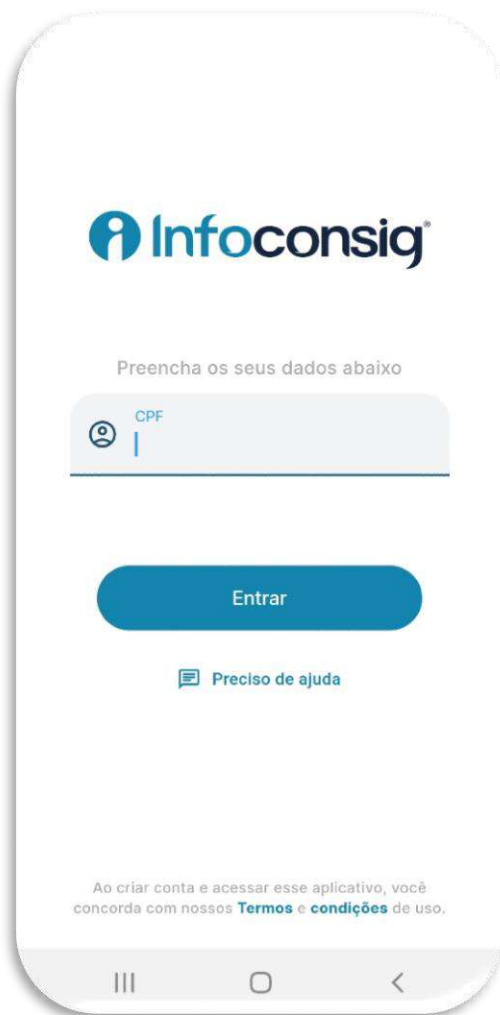 Infoconsig®
Preencha os seus dados abaixo
CPF
Entrar
Preciso de ajuda
Ao criar conta e acessar esse aplicativo, você
concorda com nossos Termos e condições de uso.